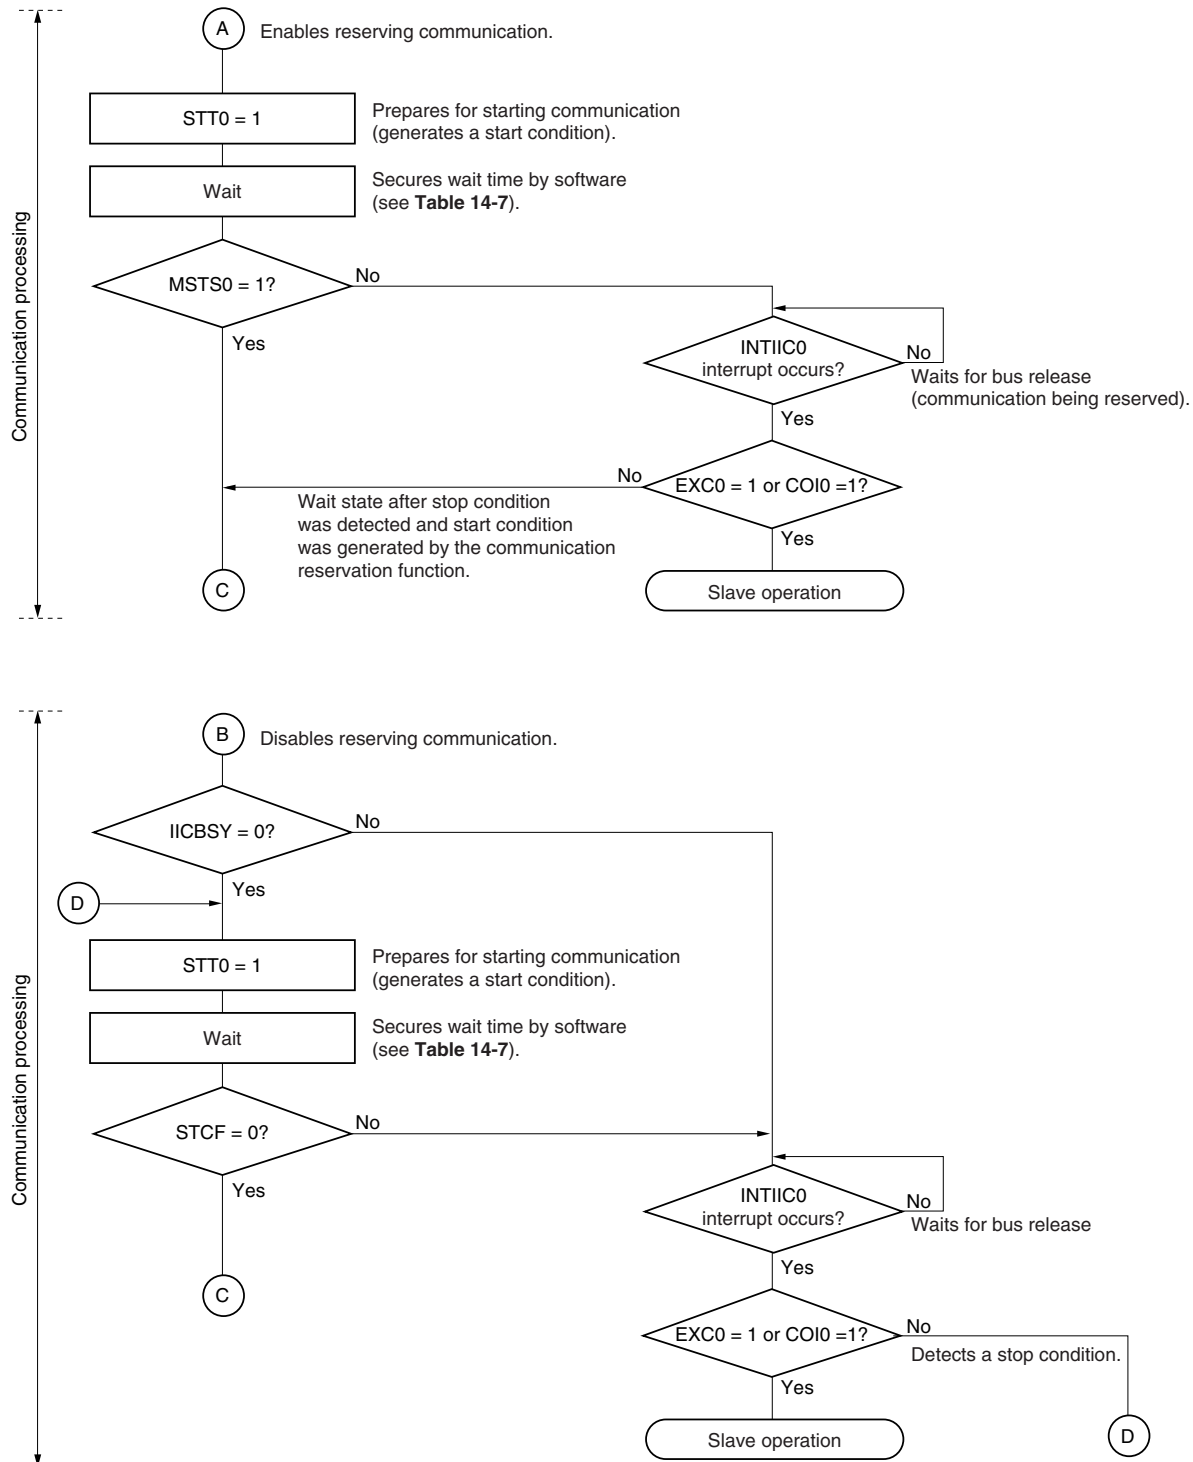 A
Enables reserving communication.
STT0 = 1
Prepares for starting communication
(generates a start condition).
Wait
Secures wait time by software
(see Table 14-7).
MSTS0 = 1?
No
Yes
INTIIC0
interrupt occurs?
No
Waits for bus release
(communication being reserved).
Yes
EXC0 = 1 or COI0 =1?
No
Wait state after stop condition
was detected and start condition
was generated by the communication
reservation function.
Yes
C
Slave operation
Communication processing
B
Disables reserving communication.
IICBSY = 0?
No
Yes
D
STT0 = 1
Prepares for starting communication
(generates a start condition).
Wait
Secures wait time by software
(see Table 14-7).
STCF = 0?
No
Yes
INTIIC0
interrupt occurs?
No
Waits for bus release
Yes
C
EXC0 = 1 or COI0 =1?
No
Detects a stop condition.
Yes
Slave operation
D
Communication processing